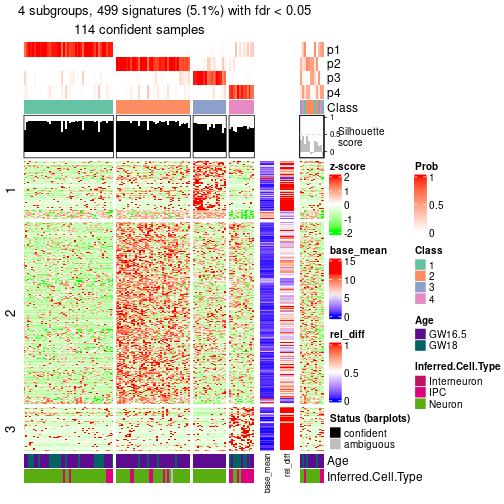 4 subgroups, 499 signatures (5.1%) with fdr < 0.05
114 confident samples
p1
p2
p3
p4
Class
1
0.5
0
Silhouette
score
1
2
3
z-score
2
1
0
-1
-2
base_mean
15
10
5
0
rel_diff
1
0.5
0
Status (barplots)
confident
ambiguous
Prob
1
0.5
0
Class
1
2
3
4
Age
GW16.5
GW18
Inferred.Cell.Type
Interneuron
IPC
Neuron
Age
Inferred.Cell.Type
base_mean
rel_diff